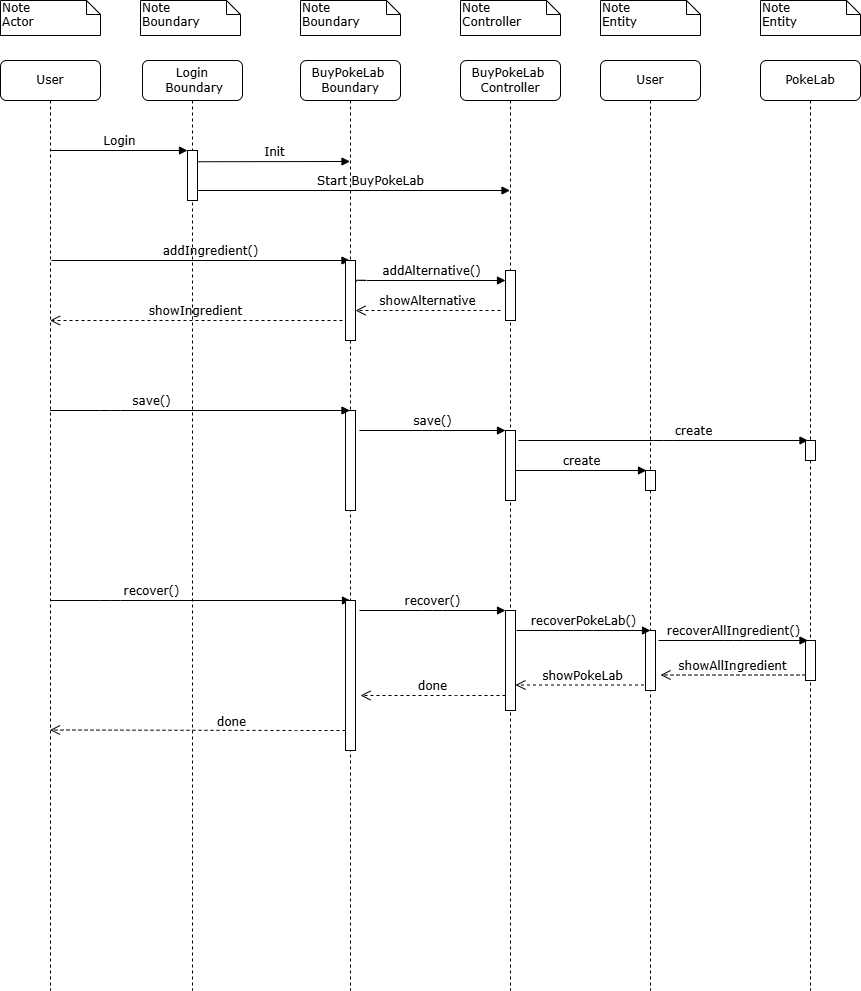 Note
Actor
Note
Boundary
Note
Boundary
Note
Controller
Note
Entity
Note
Entity
User
Login
Boundary
BuyPokeLab
Boundary
BuyPokeLab
Controller
User
PokeLab
Login
Init
Start BuyPokeLab
addIngredient()
addAlternative()
showAlternative
showIngredient
save()
save()
create
create
recover()
recover()
recoverPokeLab()
recoverAllIngredient()
showAllIngredient
showPokeLab
done
done